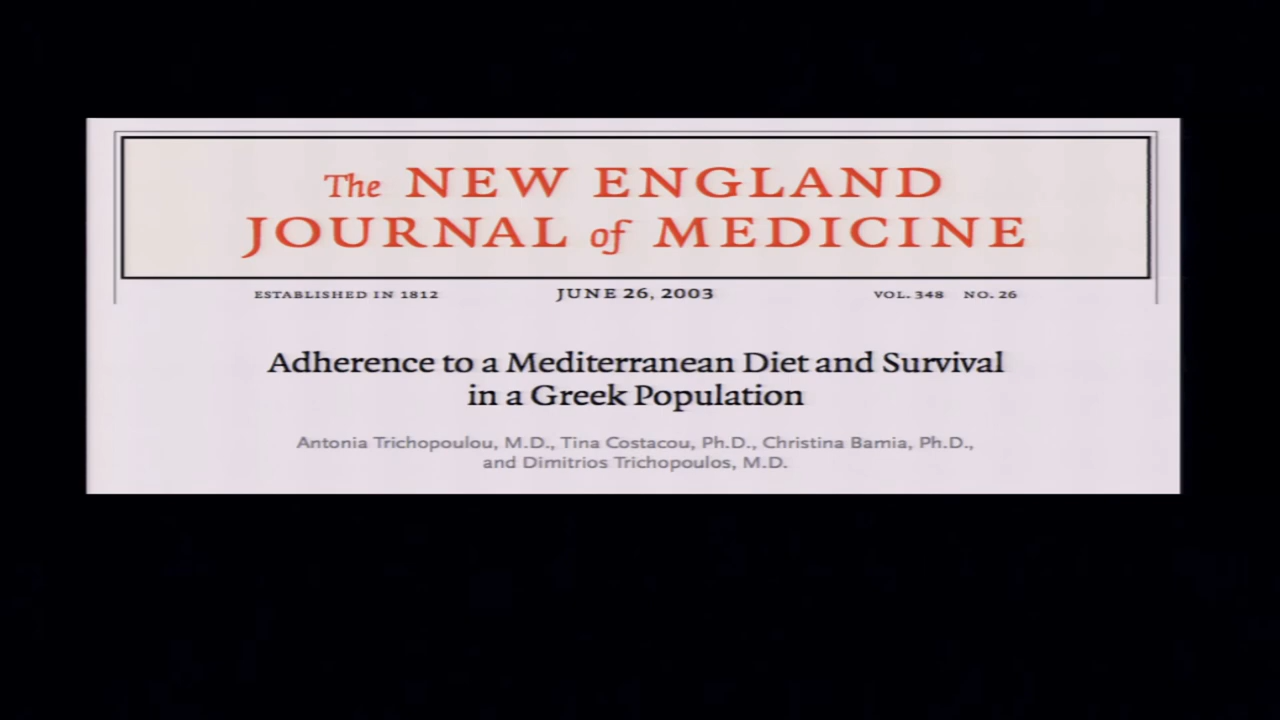 The NEW ENGLAND
JOURNAL of MEDICINE
ESTABLISHED IN 1812 JUNE 26, 2003 VOL. 348 NO. 26
Adherence to a Mediterranean Diet and Survival
in a Greek Population
Antonia Trichopoulou, M.D., Tina Costacou, Ph.D., Christina Bamia, Ph.D.,
and Dimitrios Trichopoulos, M.D.